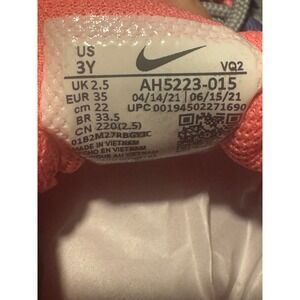 US
3Y
VQ2
UK 2.5
AH5223-015
EUR 35
04/14/21 06/15/21
cm 22
UPC 00194502271690
BR 33.5
CN 220(2.5)
MADE IN